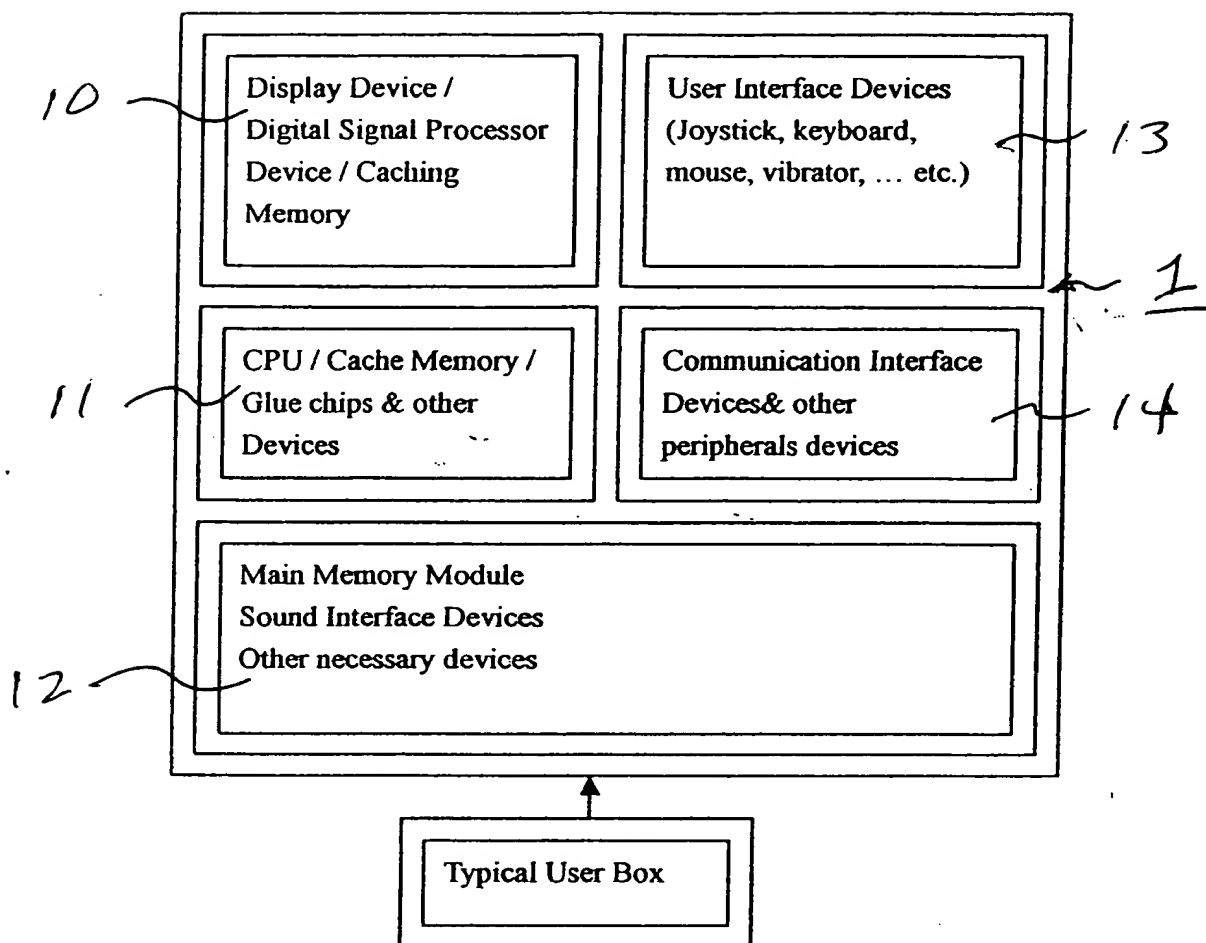 10
Display Device /
Digital Signal Processor
Device / Caching
Memory
User Interface Devices
(Joystick, keyboard,
mouse, vibrator, ... etc.)
13
1
11
CPU / Cache Memory /
Glue chips & other
Devices
Communication Interface
Devices& other
peripherals devices
14
12
Main Memory Module
Sound Interface Devices
Other necessary devices
Typical User Box